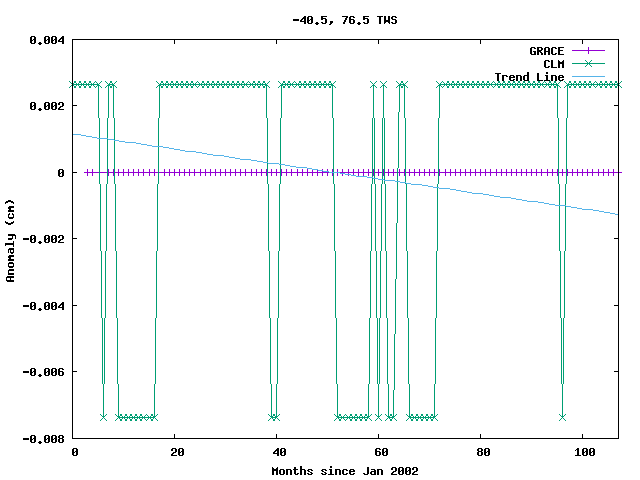 -40.5, 76.5 TWS
GRACE
CLM
Trend Line
0.004
0.002
0
-0.002
-0.004
-0.006
-0.008
Anomaly (cm)
0 20 40 60 80 100
Months since Jan 2002